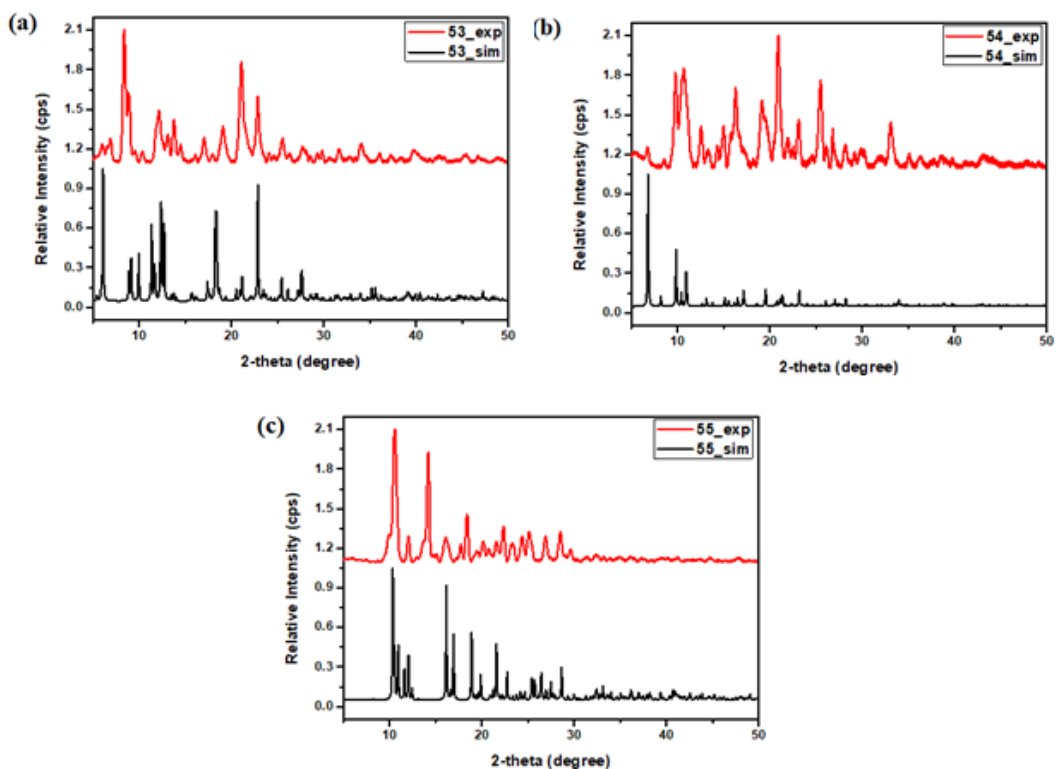 (a)
53_exp
53_sim
2.1
1.8
1.5
1.2
0.9
0.6
0.3
0.0
Relative Intensity (cps)
10 20 30 40 50
2-theta (degree)
(b)
54_exp
54_sim
2.1
1.8
1.5
1.2
0.9
0.6
0.3
0.0
Relative Intensity (cps)
10 20 30 40 50
2-theta (degree)
(c)
55_exp
55_sim
2.1
1.8
1.5
1.2
0.9
0.6
0.3
0.0
Relative Intensity (cps)
10 20 30 40 50
2-theta (degree)